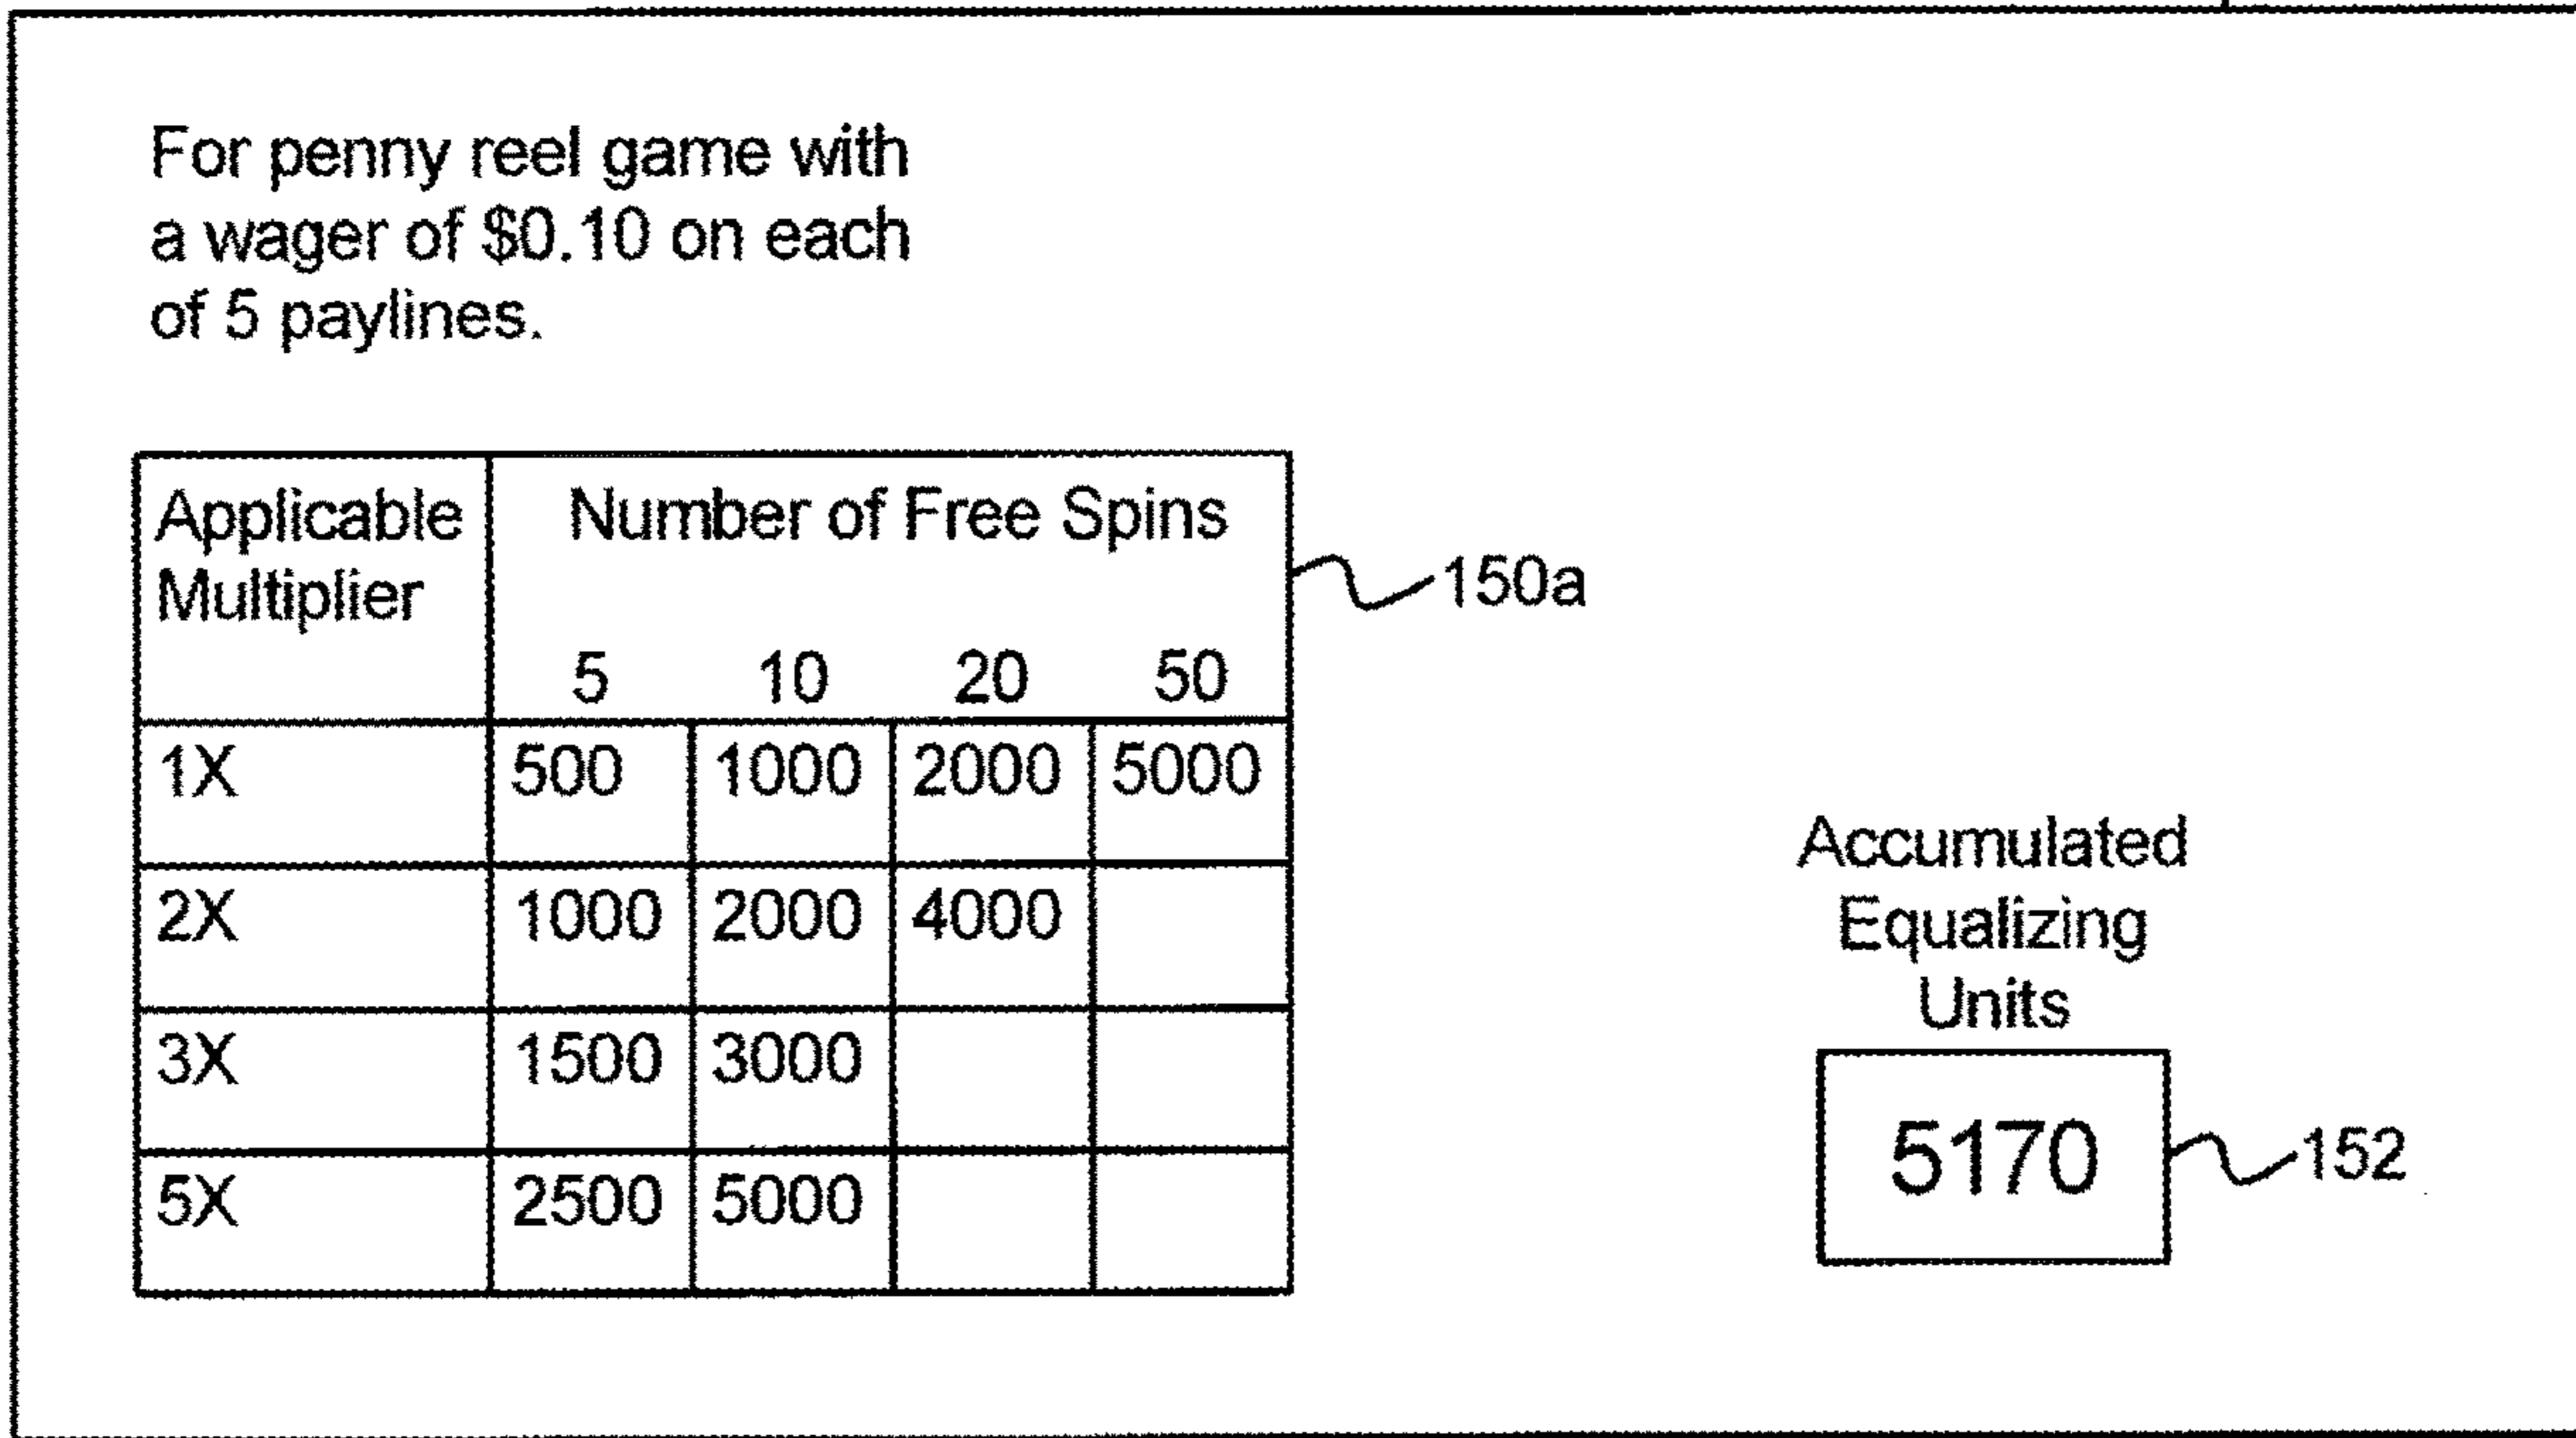 For penny reel game with
a wager of $0.10 on each
of 5 paylines.
Applicable
Multiplier
Number of Free Spins
5 10 20 50
1X 500 1000 2000 5000
2X 1000 2000 4000
3X 1500 3000
5X 2500 5000
150a
Accumulated
Equalizing
Units
5170
152